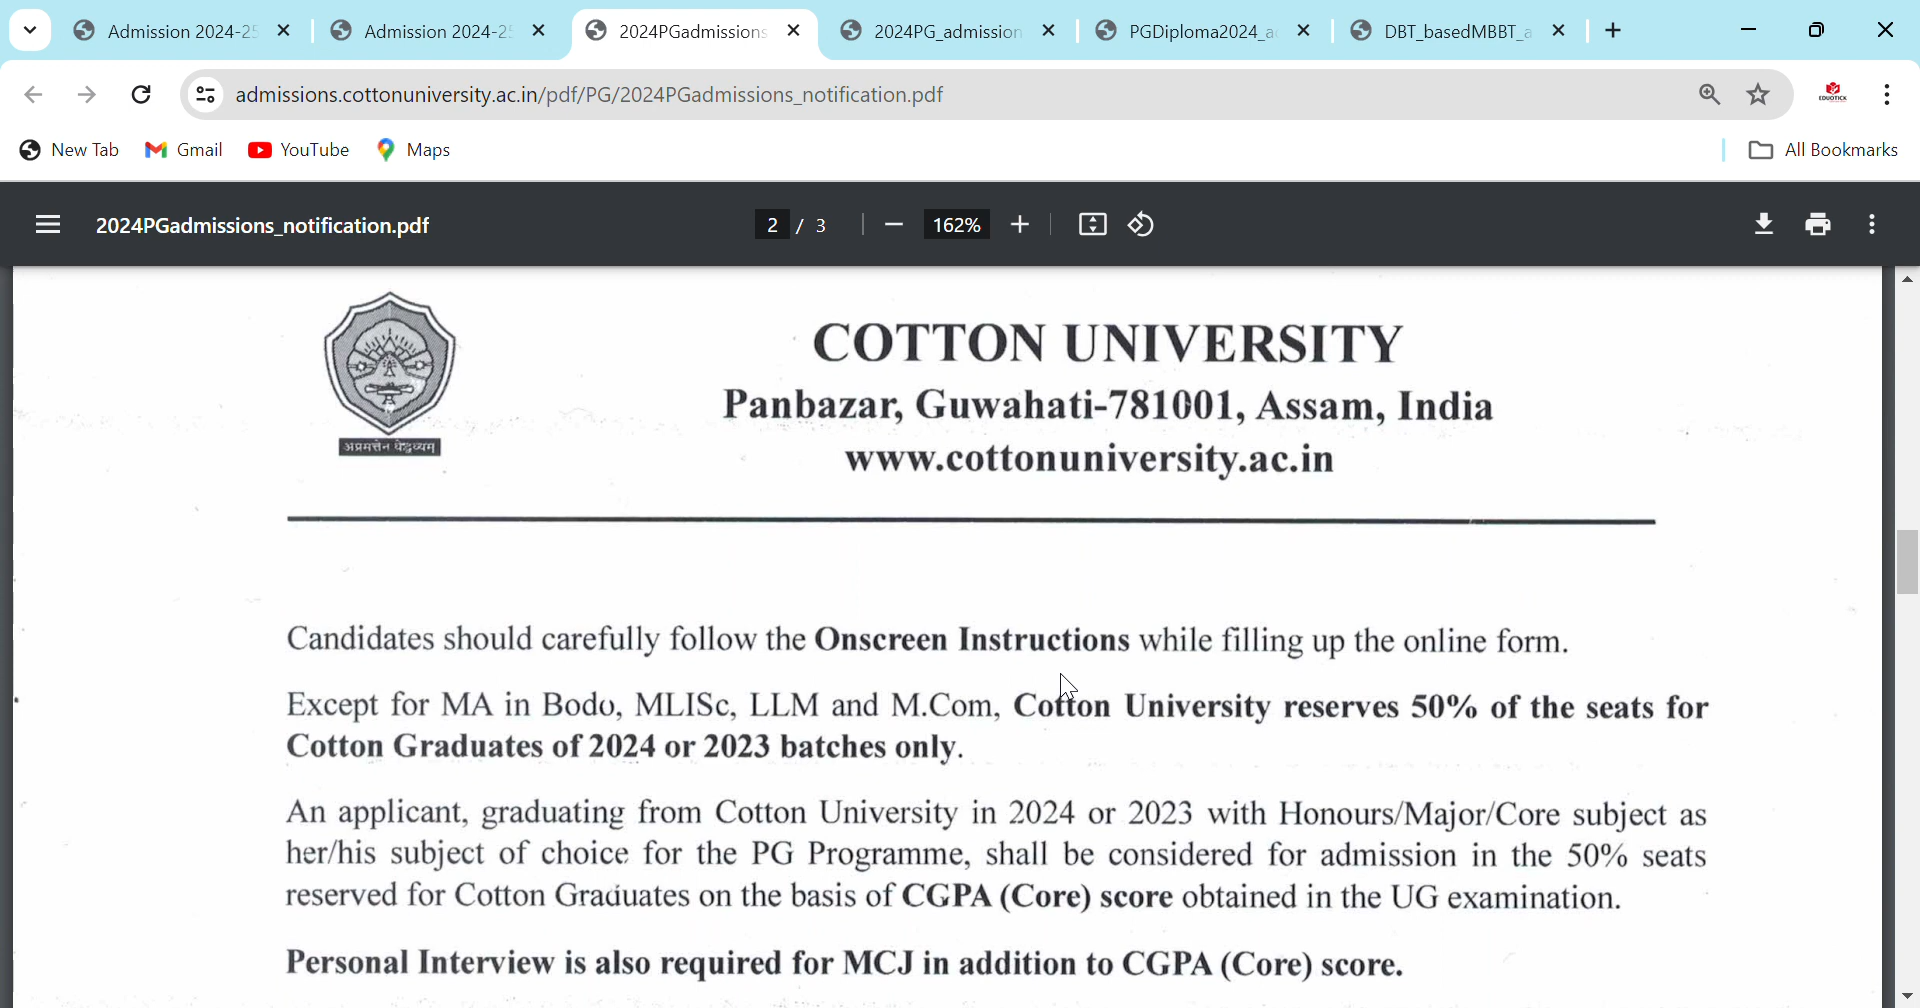 Admission 2024-25
Admission 2024-25
2024PGadmissions
2024PG_admission
PGDiploma2024_a
DBT_basedMBBT_a
admissions.cottonuniversity.ac.in/pdf/PG/2024PGadmissions_notification.pdf
EDUOTICK
New Tab
Gmail
YouTube
Maps
All Bookmarks
2024PGadmissions_notification.pdf
2 / 3
162%
COTTON UNIVERSITY
Panbazar, Guwahati-781001, Assam, India
www.cottonuniversity.ac.in
अप्रमत्तेन वेद्धव्यम्
Candidates should carefully follow the Onscreen Instructions while filling up the online form.
Except for MA in Bodo, MLISc, LLM and M.Com, Cotton University reserves 50% of the seats for
Cotton Graduates of 2024 or 2023 batches only.
An applicant, graduating from Cotton University in 2024 or 2023 with Honours/Major/Core subject as
her/his subject of choice for the PG Programme, shall be considered for admission in the 50% seats
reserved for Cotton Graduates on the basis of CGPA (Core) score obtained in the UG examination.
Personal Interview is also required for MCJ in addition to CGPA (Core) score.